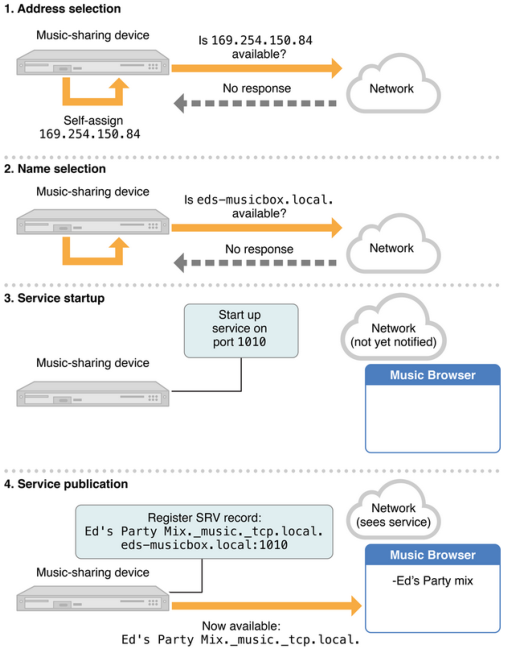 1. Address selection
Music-sharing device
Is 169.254.150.84
available?
No response
Network
Self-assign
169.254.150.84
2. Name selection
Music-sharing device
Is eds-musicbox.local.
available?
No response
Network
3. Service startup
Start up
service on
port 1010
Network
(not yet notified)
Music-sharing device
Music Browser
4. Service publication
Register SRV record:
Ed's Party Mix._music._tcp.local.
eds-musicbox.local:1010
Network
(sees service)
Music Browser
-Ed's Party mix
Music-sharing device
Now available:
Ed's Party Mix._music._tcp.local.